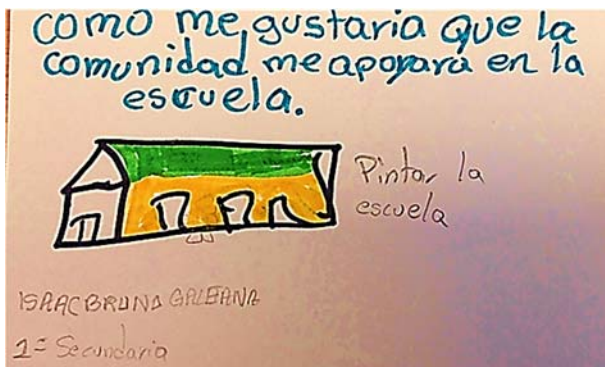 como me gustaria que la
comunidad me apoyara en la
escuela.
Pintar la
escuela
ISAAC BRUNO GALEANA
1= Secundaria